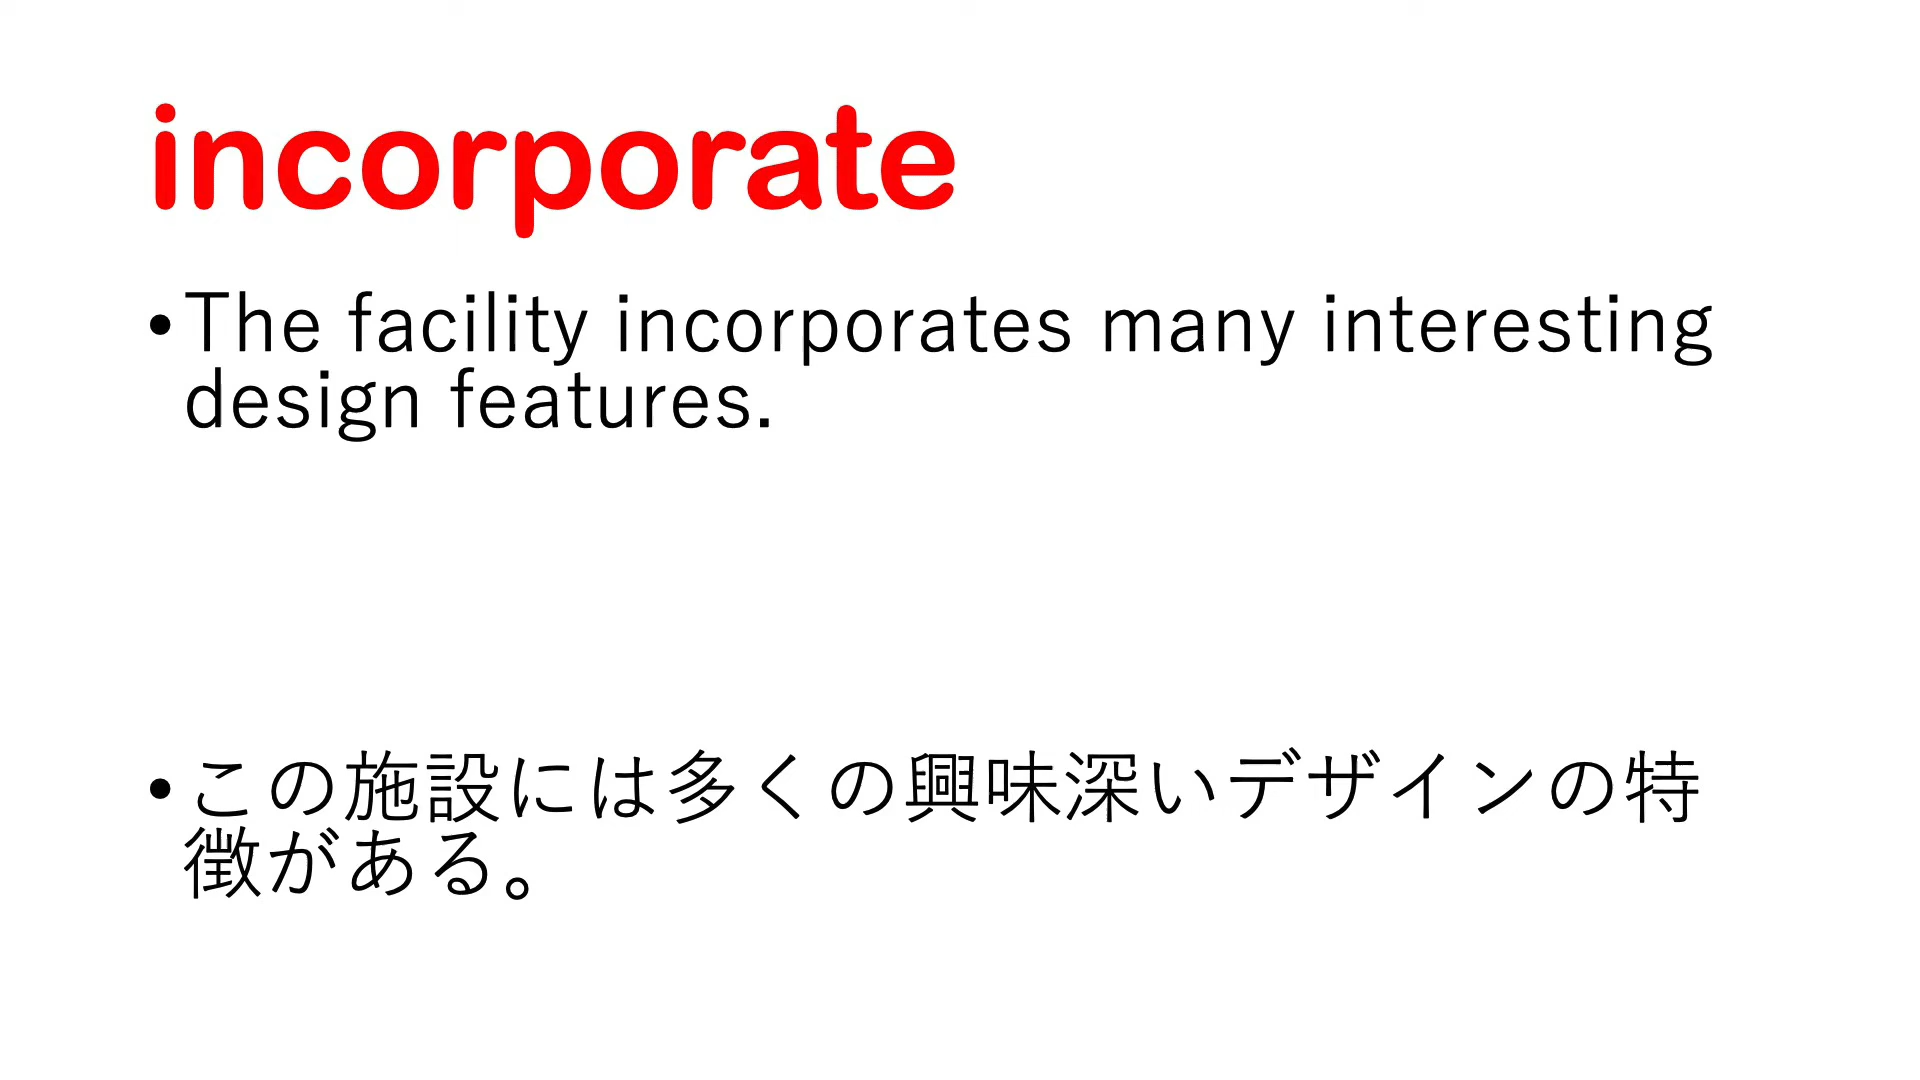 incorporate
•The facility incorporates many interesting
design features.
•この施設には多くの興味深いデザインの特
徴がある。